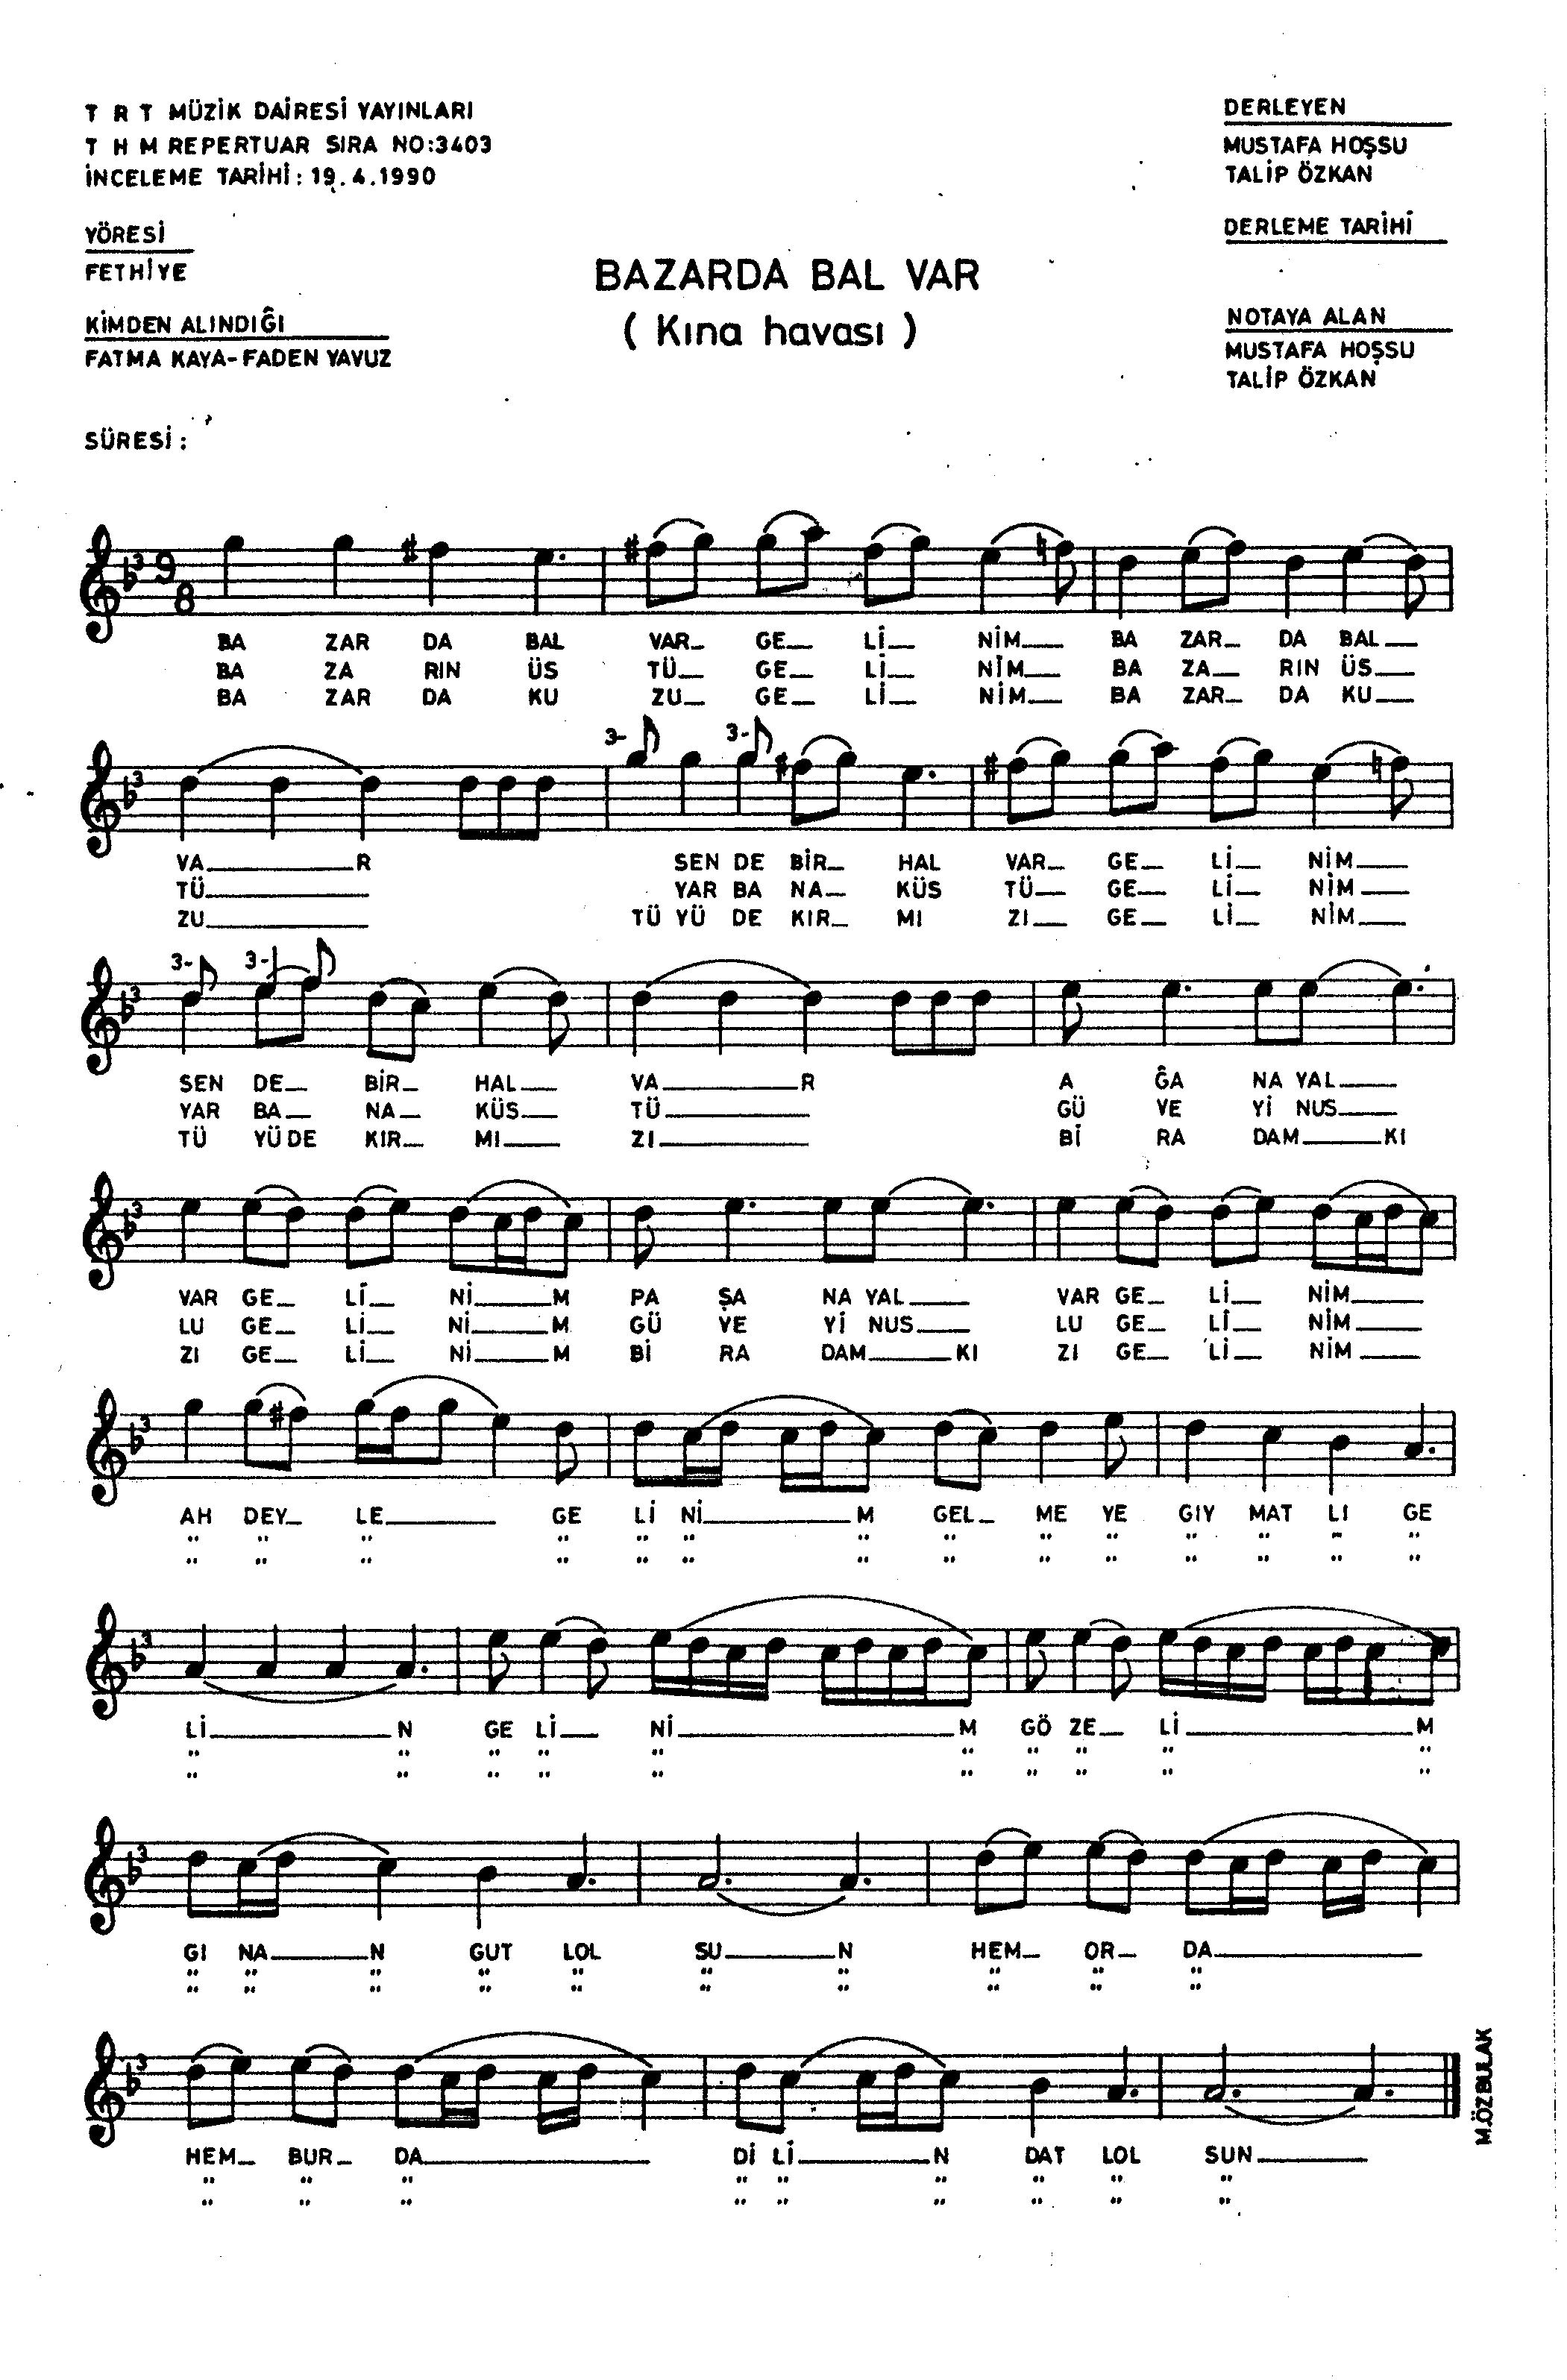 T R T MÜZİK DAİRESİ YAYINLARI
T H M REPERTUAR SIRA NO:3403
İNCELEME TARİHİ: 19.4.1990
DERLEYEN
MUSTAFA HOŞSU
TALİP ÖZKAN
YÖRESİ
FETHİYE
DERLEME TARİHİ
BAZARDA BAL VAR
(Kına havası)
KİMDEN ALINDIĞI
FATMA KAYA-FADEN YAVUZ
NOTAYA ALAN
MUSTAFA HOŞSU
TALİP ÖZKAN
SÜRESİ:
3 9 8
BA ZAR DA BAL VAR_ GE_ Lİ_ NİM_ BA ZAR_ DA BAL_
BA ZA RIN ÜS TÜ_ GE_ Lİ_ NİM_ BA ZA_ RIN ÜS_
BA ZAR DA KU ZU_ GE_ Lİ_ NİM_ BA ZAR_ DA KU_
3 3- 3-
VA_R SEN DE BİR_ HAL VAR_ GE_ Lİ_ NİM_
TÜ_ YAR BA NA_ KÜS TÜ_ GE_ Lİ_ NİM_
ZU_ TÜ YÜ DE KIR_ MI ZI_ GE_ Lİ_ NİM_
3 3- 3-
SEN DE_ BİR_ HAL_ VA_R A ĞA NA YAL_
YAR BA_ NA_ KÜS_ TÜ_ GÜ VE Yİ NUS_
TÜ YÜ DE KIR_ MI_ ZI_ Bİ RA DAM_KI
3
VAR GE_ Lİ_ Nİ_M PA ŞA NA YAL_ VAR GE_ Lİ_ NİM_
LU GE_ Lİ_ Nİ_M GÜ VE Yİ NUS_ LU GE_ Lİ_ NİM_
ZI GE_ Lİ_ Nİ_M Bİ RA DAM_KI ZI GE_ Lİ_ NİM_
3
AH DEY_ LE_ GE Lİ Nİ_M GEL_ ME YE GIY MAT LI GE
" " " " " " " " " " " " " "
" " " " " " " " " " " " " "
3
Lİ_N GE Lİ_ Nİ_M GÖ ZE_ Lİ_M
" " " " " " " " " "
" " " " " " " " " "
3
GI NA_N GUT LOL SU_N HEM_ OR_ DA_
" " " " " " " " " "
" " " " " " " " " "
3
HEM_ BUR_ DA_ Dİ Lİ_N DAT LOL SUN_
" " " " " " " " "
" " " " " " " " "
M.ÖZBULAK